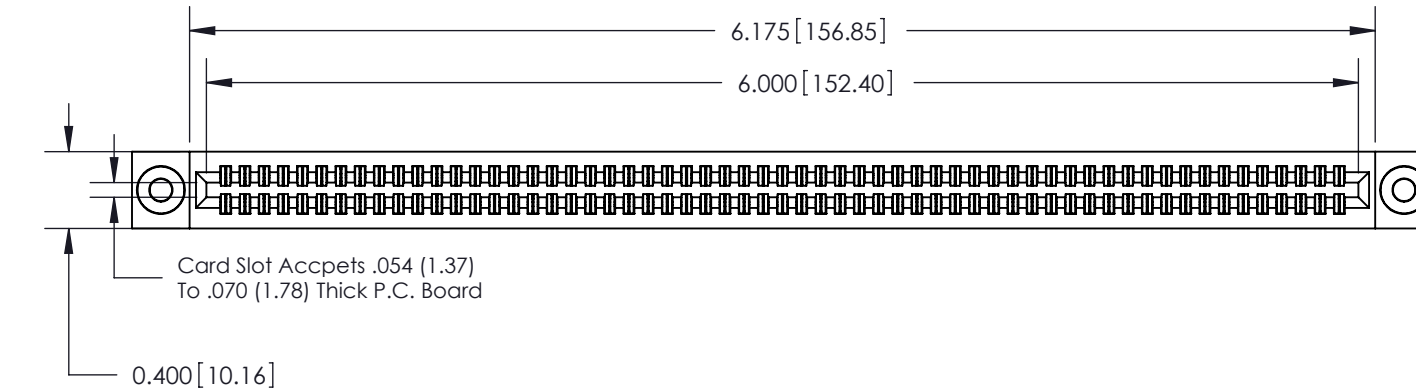 6.175[156.85]
6.000[152.40]
Card Slot Accpets .054 (1.37)
To .070 (1.78) Thick P.C. Board
0.400[10.16]